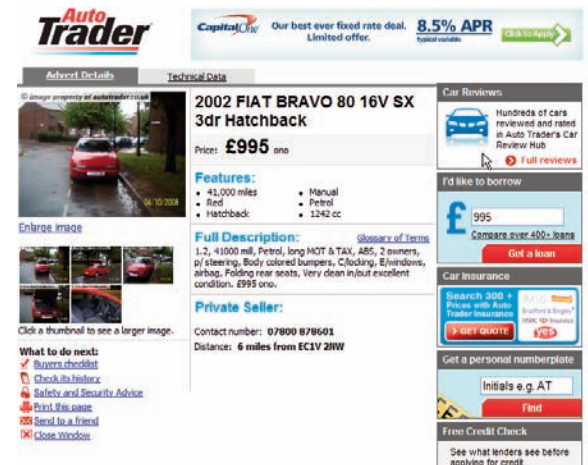 Auto
Trader
Capital One
Our best ever fixed rate deal.
Limited offer.
8.5% APR
typical variable
Click to Apply
Advert Details
Technical Data
© image property of autotrader.co.uk
04/10/2008
Enlarge image
Click a thumbnail to see a larger image.
What to do next:
Buyers checklist
Check its history
Safety and Security Advice
Print this page
Send to a friend
Close Window
2002 FIAT BRAVO 80 16V SX
3dr Hatchback
Price: £995 ono
Features:
41,000 miles
Red
Hatchback
Manual
Petrol
1242 cc
Full Description:
Glossary of Terms
1.2, 41000 mil, Petrol, long MOT & TAX, ABS, 2 owners,
p/steering, Body colored bumpers, C/locking, E/windows,
airbag, Folding rear seats, Very clean in/out excellent
condition. £995 ono.
Private Seller:
Contact number: 07800 878601
Distance: 6 miles from EC1V 2NW
Car Reviews
Hundreds of cars
reviewed and rated
in Auto Trader's Car
Review Hub
Full reviews
I'd like to borrow
£ 995
Compare over 400+ loans
Get a loan
Car Insurance
Search 300 +
Prices with Auto
Trader Insurance
GET QUOTE
Bradford & Bingley
HSBC Insurance
Get a personal numberplate
Initials e.g. AT
Find
Free Credit Check
See what lenders see before
applying for credit